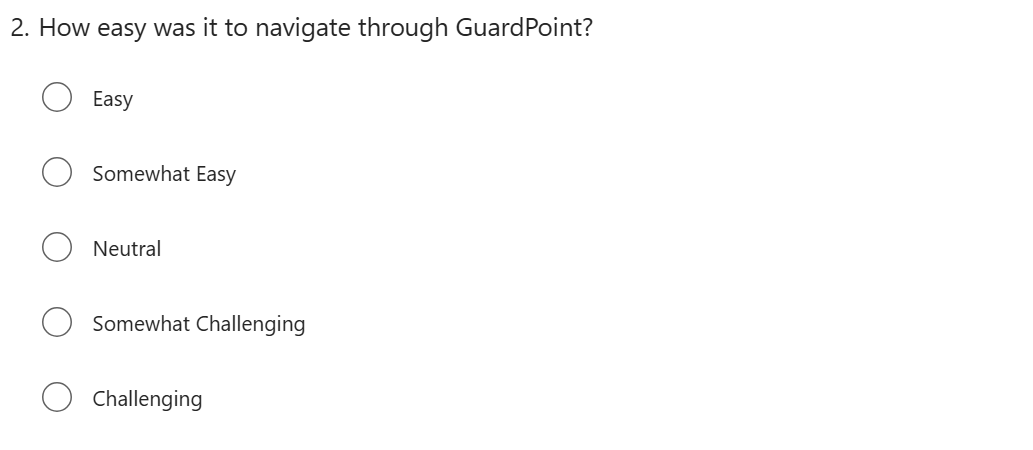 2. How easy was it to navigate through GuardPoint?
Easy
Somewhat Easy
Neutral
Somewhat Challenging
Challenging